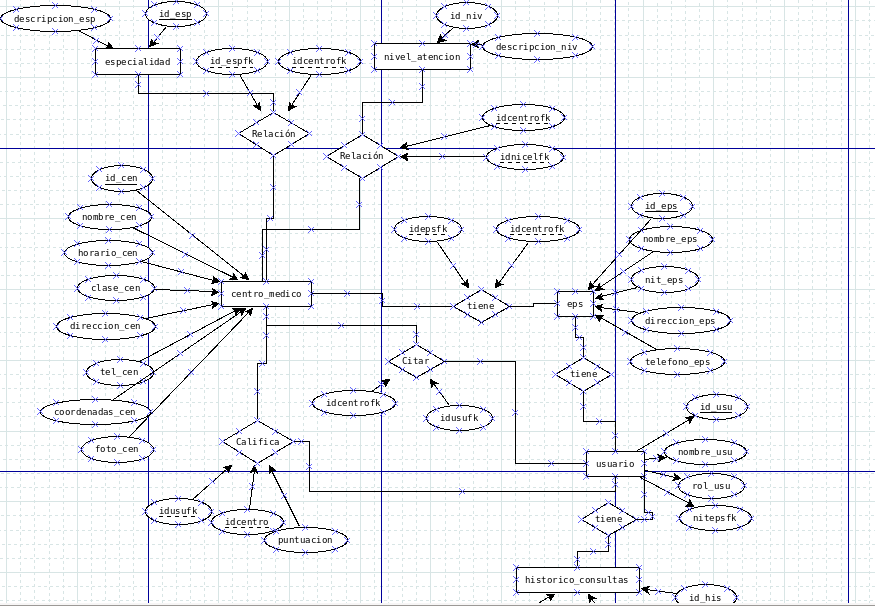 descripcion_esp
id_esp
id_niv
especialidad
id_espfk
idcentrofk
nivel_atencion
descripcion_niv
Relación
Relación
idcentrofk
idnicelfk
id_cen
nombre_cen
horario_cen
clase_cen
direccion_cen
tel_cen
coordenadas_cen
foto_cen
centro_medico
idepsfk
idcentrofk
tiene
eps
id_eps
nombre_eps
nit_eps
direccion_eps
telefono_eps
Citar
idcentrofk
idusufk
tiene
id_usu
nombre_usu
rol_usu
nitepsfk
usuario
Califica
idusufk
idcentro
puntuacion
tiene
historico_consultas
id_his